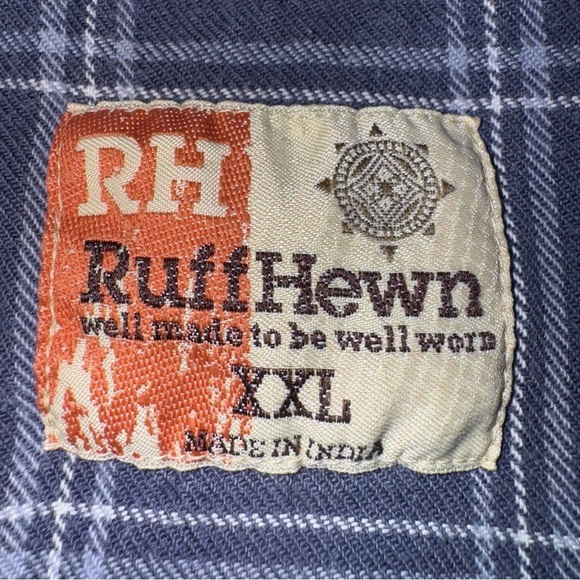 RH
RuffHewn
well made to be well worn
XXL
MADE IN INDIA